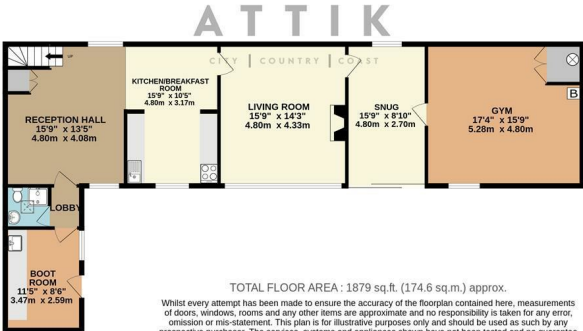 ATTIK
CITY | COUNTRY | COAST
UP
KITCHEN/BREAKFAST
ROOM
15'9" x 10'5"
4.80m x 3.17m
RECEPTION HALL
15'9" x 13'5"
4.80m x 4.08m
LIVING ROOM
15'9" x 14'3"
4.80m x 4.33m
SNUG
15'9" x 8'10"
4.80m x 2.70m
GYM
17'4" x 15'9"
5.28m x 4.80m
B
LOBBY
BOOT
ROOM
11'5" x 8'6"
3.47m x 2.59m
TOTAL FLOOR AREA : 1879 sq.ft. (174.6 sq.m.) approx.
Whilst every attempt has been made to ensure the accuracy of the floorplan contained here, measurements
of doors, windows, rooms and any other items are approximate and no responsibility is taken for any error,
omission or mis-statement. This plan is for illustrative purposes only and should be used as such by any